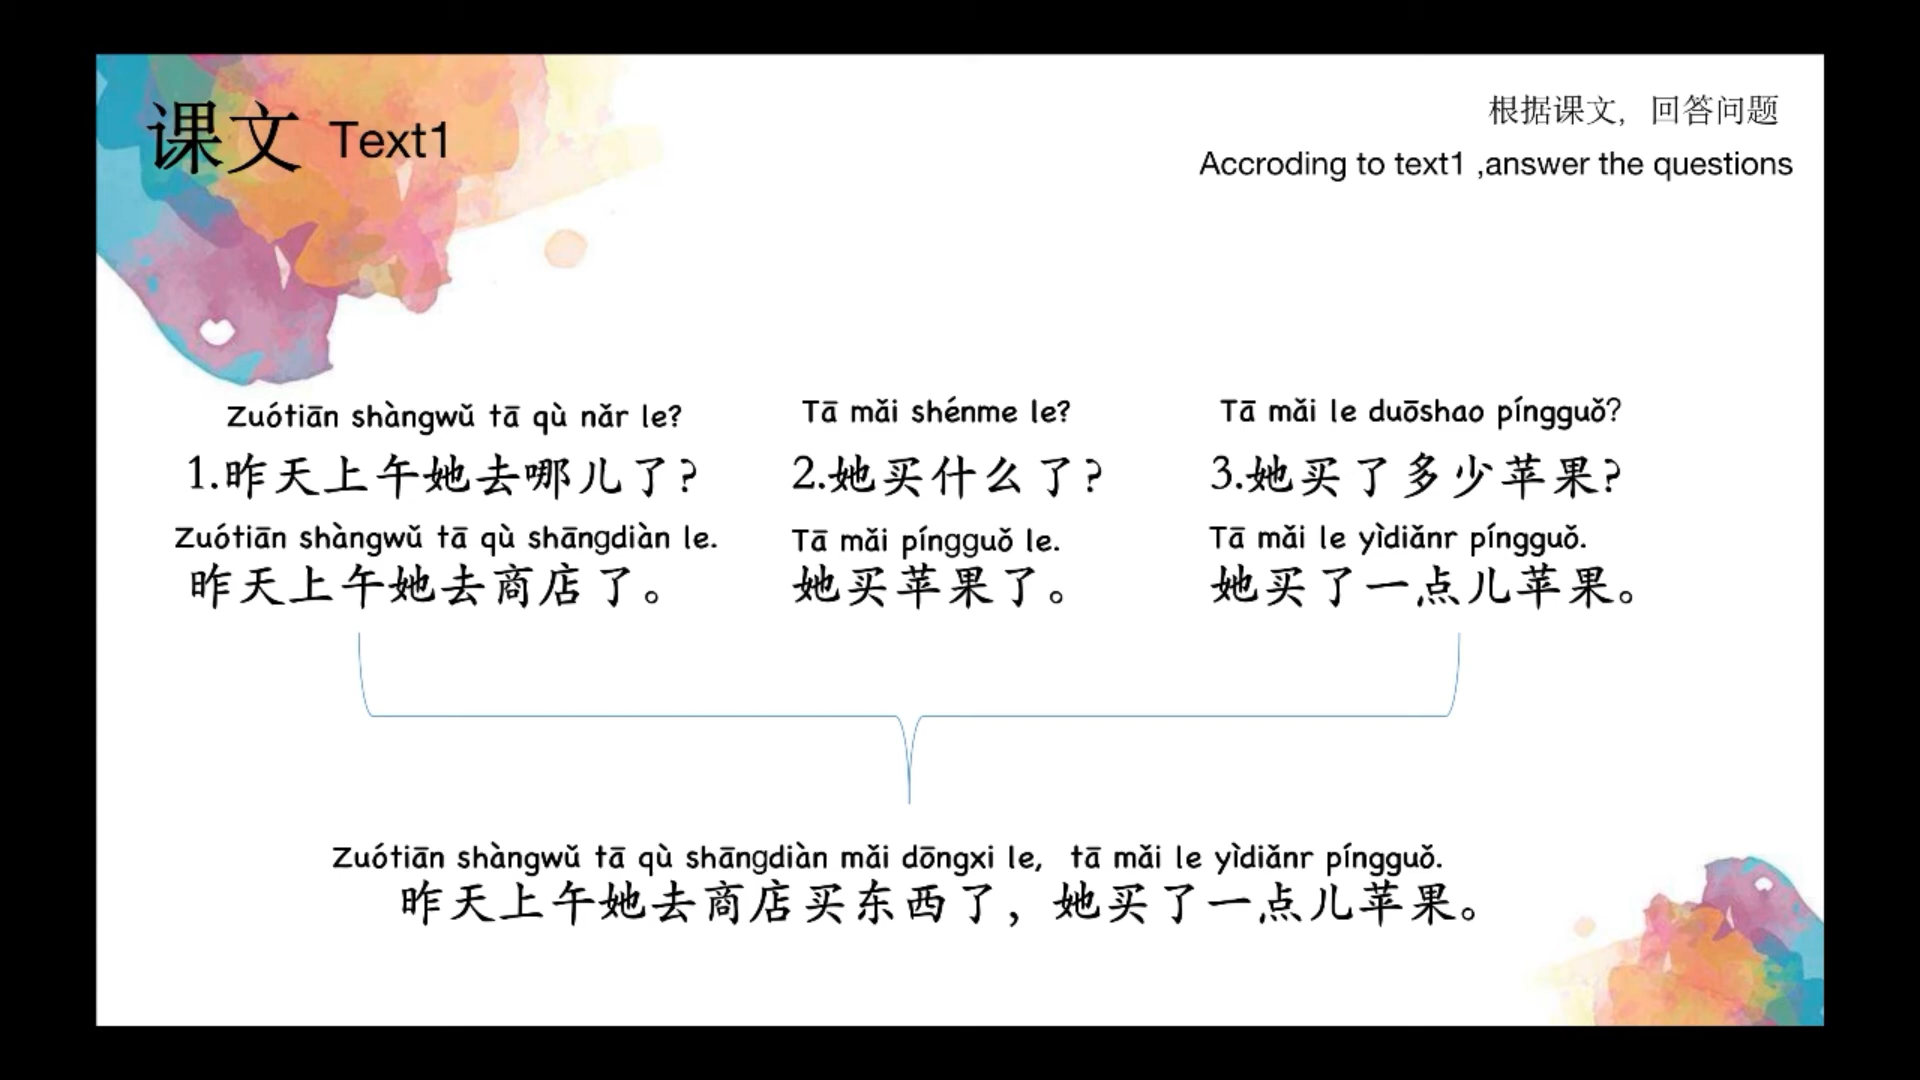 课文 Text1
根据课文，回答问题
Accroding to text1 ,answer the questions
Zuótiān shàngwǔ tā qù nǎr le?
1.昨天上午她去哪儿了?
Zuótiān shàngwǔ tā qù shāngdiàn le.
昨天上午她去商店了。
Tā mǎi shénme le?
2.她买什么了?
Tā mǎi píngguǒ le.
她买苹果了。
Tā mǎi le duōshao píngguǒ?
3.她买了多少苹果?
Tā mǎi le yìdiǎnr píngguǒ.
她买了一点儿苹果。
Zuótiān shàngwǔ tā qù shāngdiàn mǎi dōngxi le, tā mǎi le yìdiǎnr píngguǒ.
昨天上午她去商店买东西了，她买了一点儿苹果。